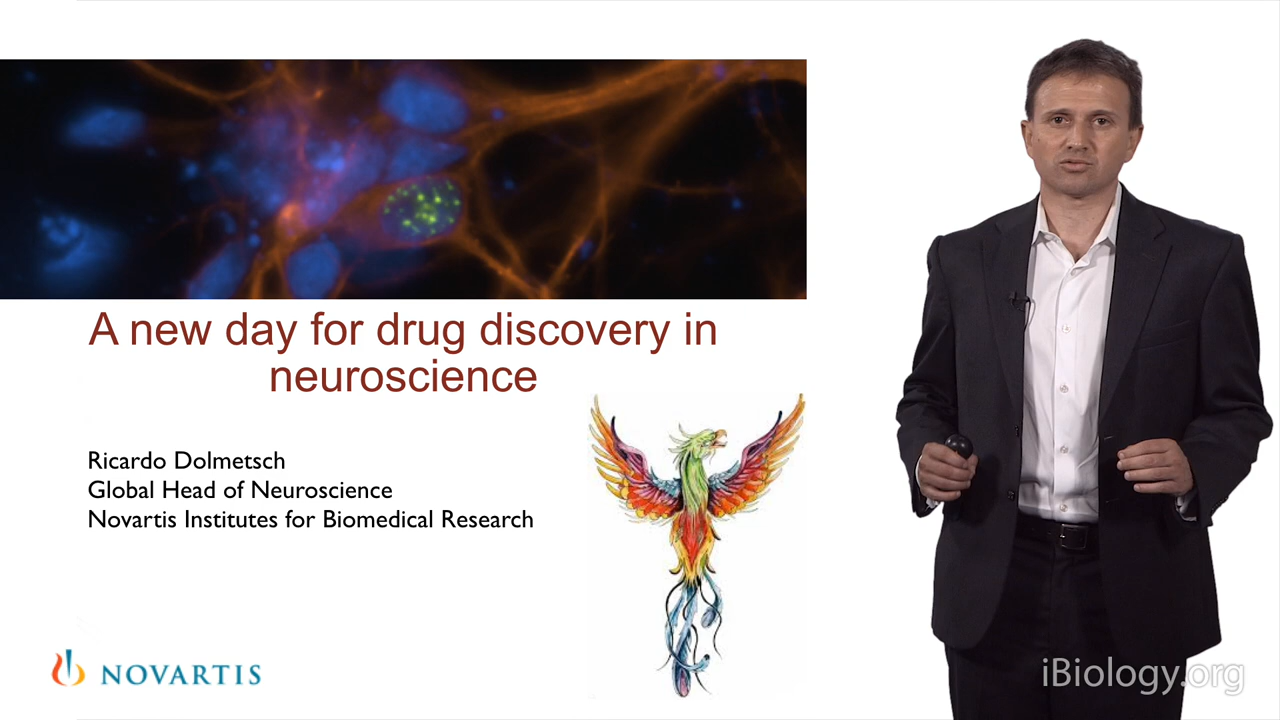 A new day for drug discovery in
neuroscience
Ricardo Dolmetsch
Global Head of Neuroscience
Novartis Institutes for Biomedical Research
NOVARTIS
iBiology.org